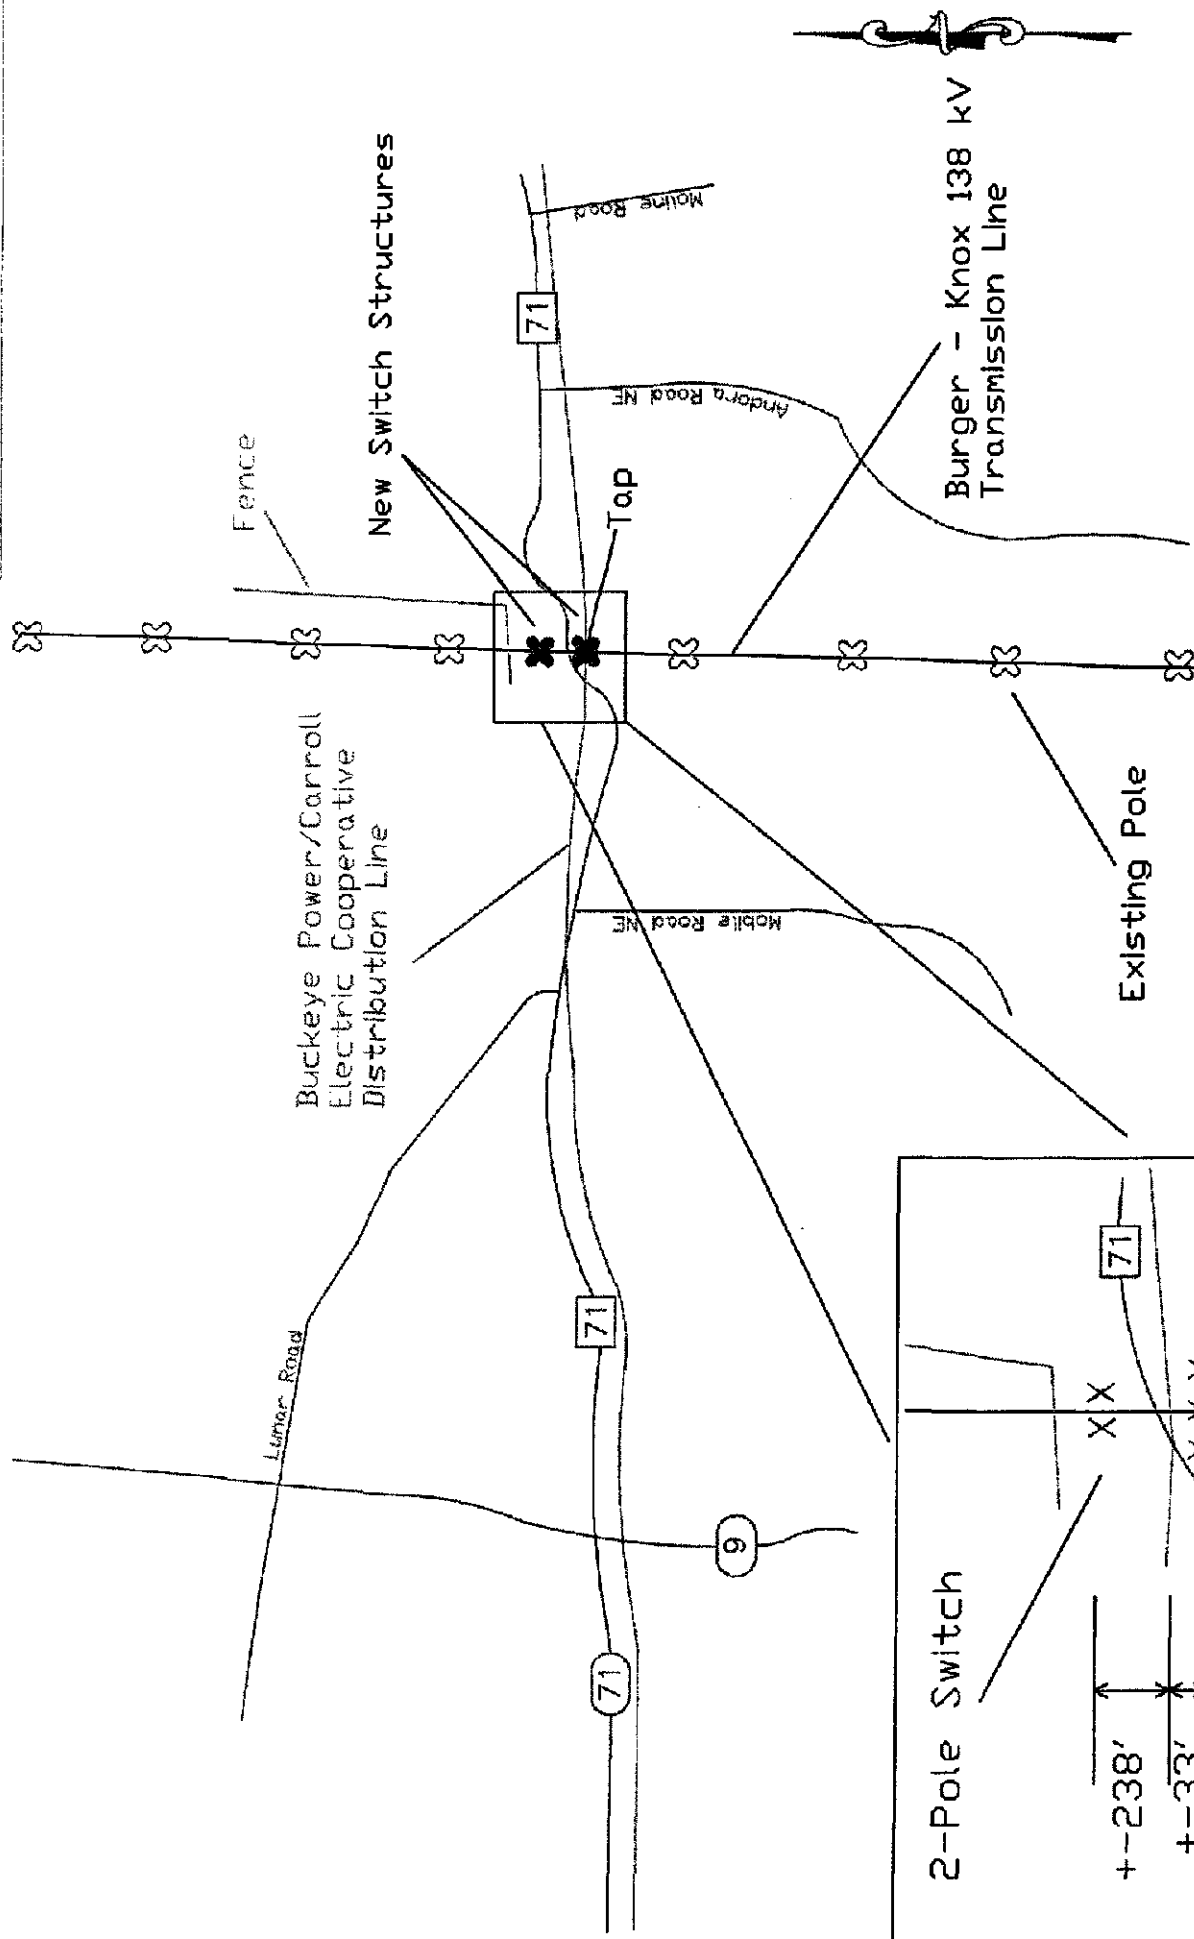 Fence
New Switch Structures
Buckeye Power/Carroll
Electric Cooperative
Distribution Line
Lunar Road
71
Moline Road
Andora Road NE
Tap
Mobile Road NE
71
71
9
Burger - Knox 138 kV
Transmission Line
Existing Pole
2-Pole Switch
71
X X
+-238'
+-33'